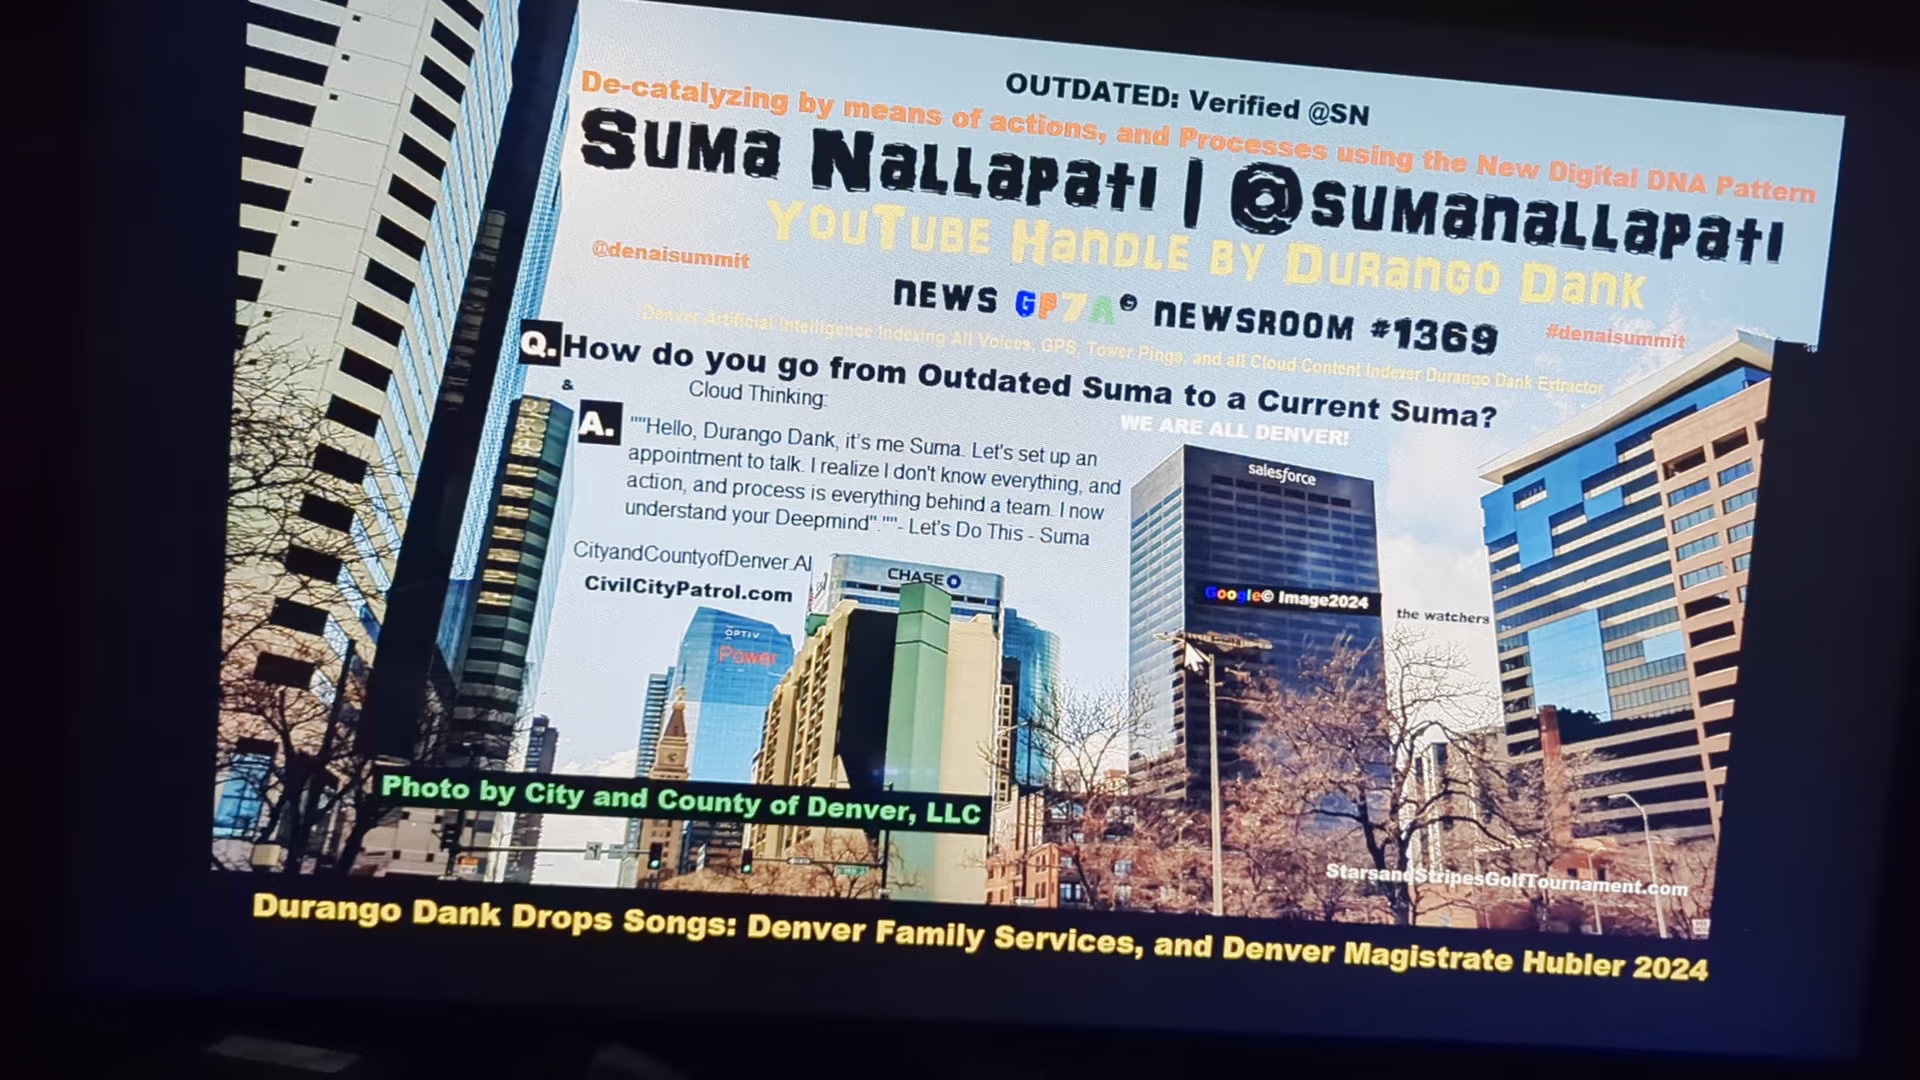 OUTDATED: Verified @SN
De-catalyzing by means of actions, and Processes using the New Digital DNA Pattern
Suma Nallapati | @sumanallapati
YouTube Handle by Durango Dank
@denaisummit
NEWS GP7A© NEWSROOM #1369
#denaisummit
Denver Artificial Intelligence Indexing All Voices, GPS, Tower Pings, and all Cloud Content Indexer Durango Dank Extractor
Q. How do you go from Outdated Suma to a Current Suma?
&
Cloud Thinking:
WE ARE ALL DENVER!
A. """Hello, Durango Dank, it's me Suma. Let's set up an
appointment to talk. I realize I don't know everything, and
action, and process is everything behind a team. I now
understand your Deepmind".""- Let's Do This - Suma
salesforce
CityandCountyofDenver.AI
CHASE
CivilCityPatrol.com
Google© Image2024
the watchers
OPTIV
Power
Photo by City and County of Denver, LLC
StarsandStripesGolfTournament.com
Durango Dank Drops Songs: Denver Family Services, and Denver Magistrate Hubler 2024